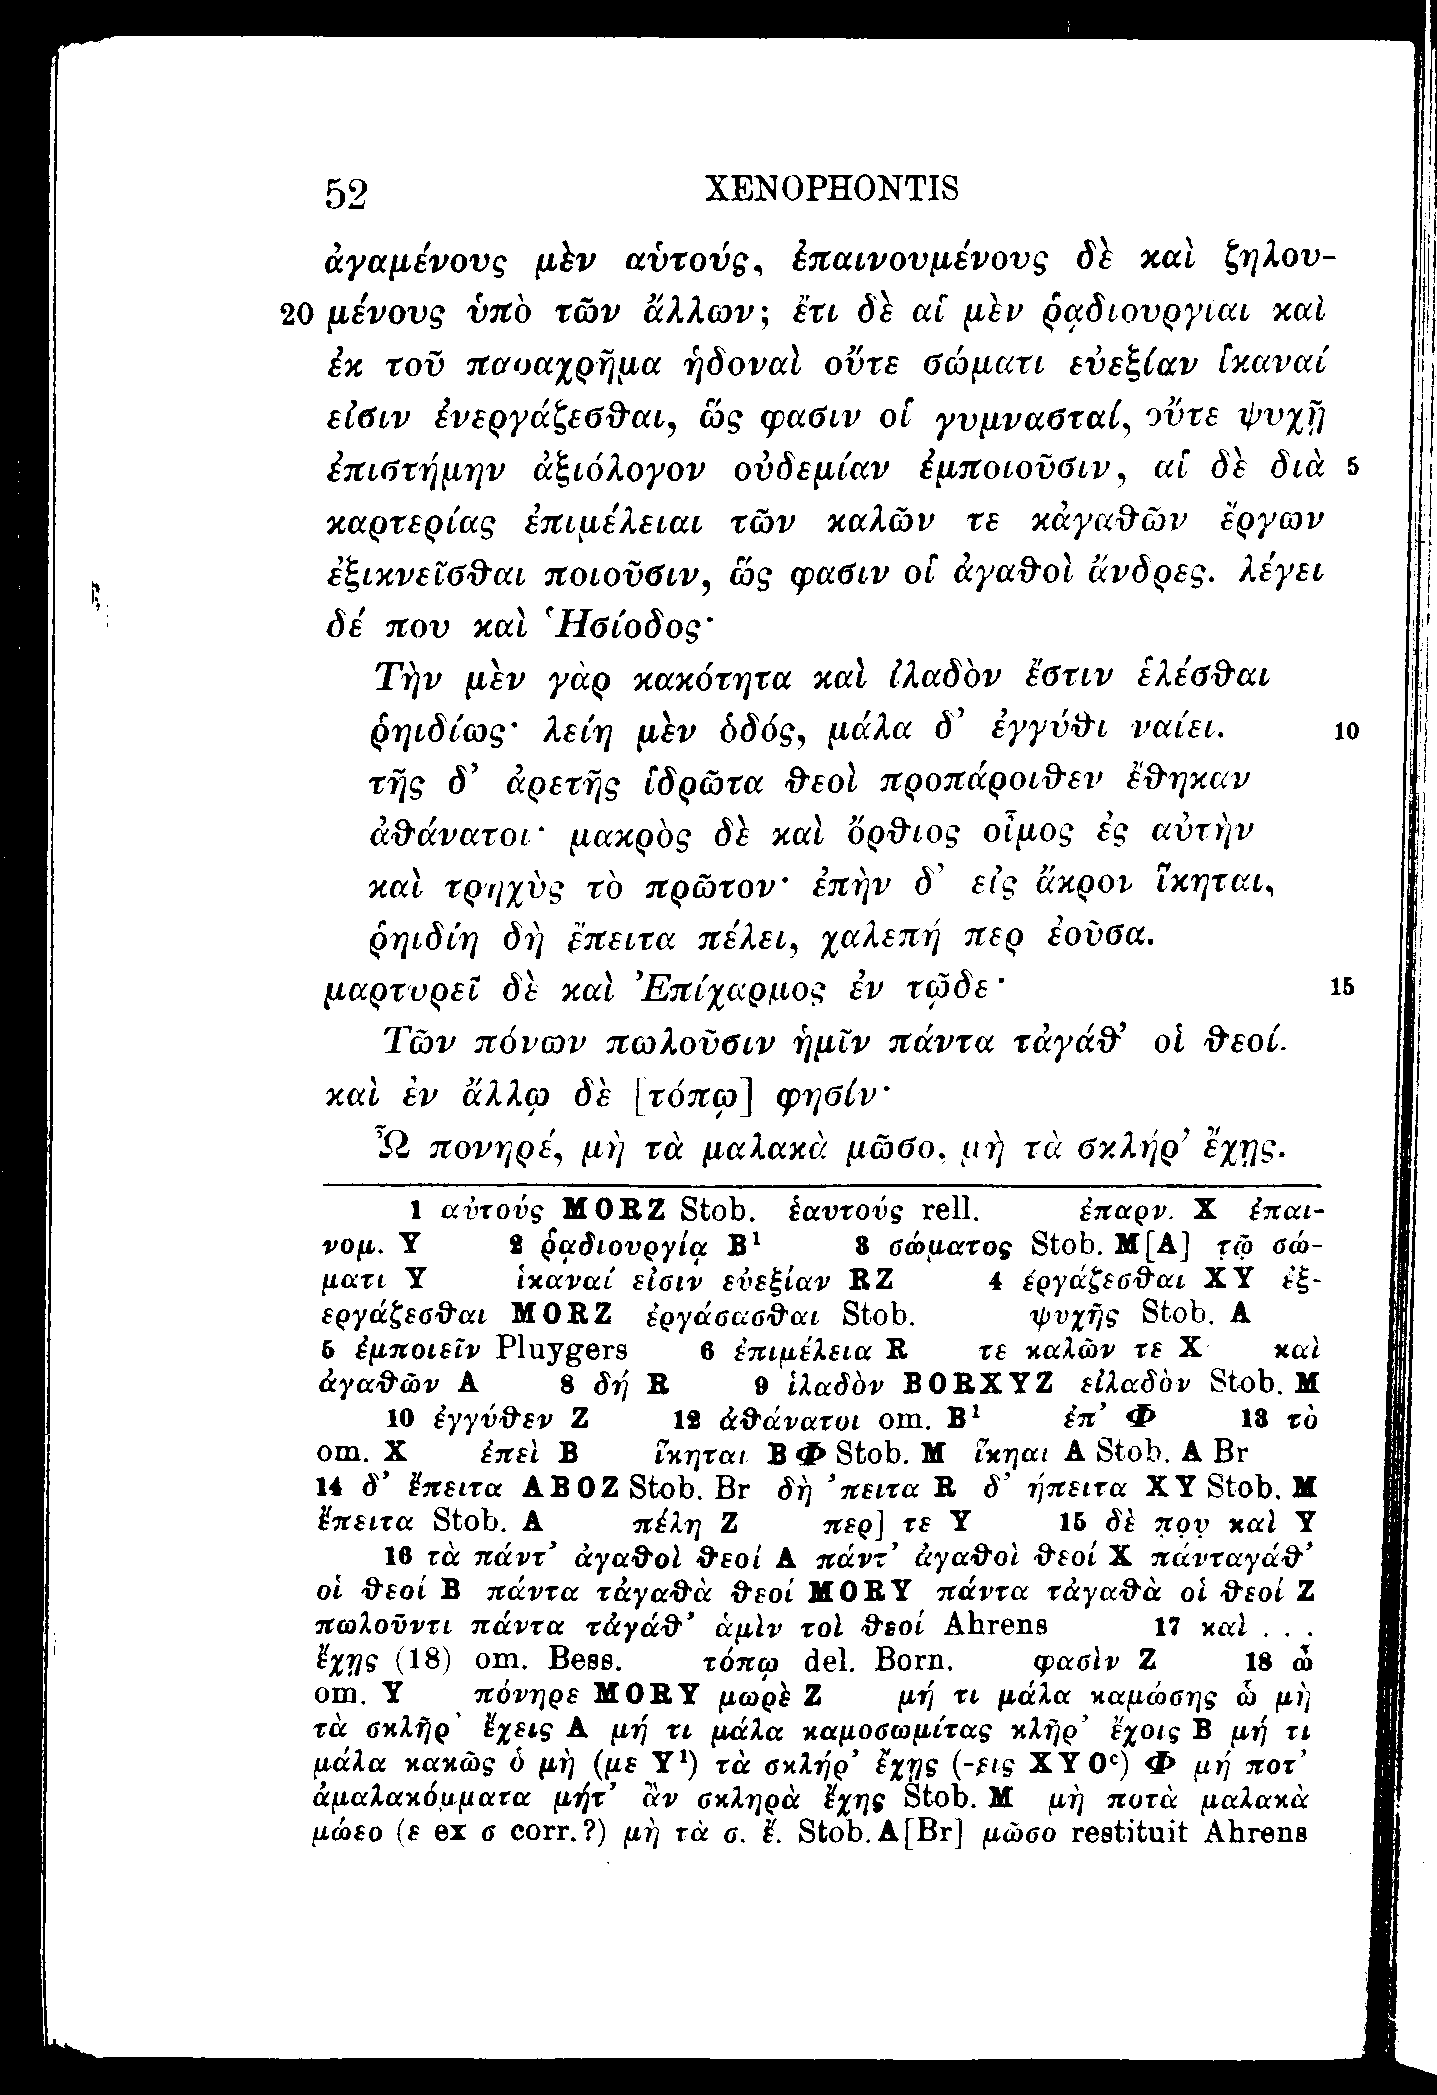 52 XENOPHONTIS
ἀγαμένους μὲν αὑτούς, ἐπαινουμένους δὲ καὶ ζηλου-
20 μένους ὑπὸ τῶν ἄλλων; ἔτι δὲ αἱ μὲν ῥᾳδιουργίαι καὶ
ἐκ τοῦ παραχρῆμα ἡδοναὶ οὔτε σώματι εὐεξίαν ἱκαναί
εἰσιν ἐνεργάζεσθαι, ὥς φασιν οἱ γυμνασταί, οὔτε ψυχῇ
ἐπιστήμην ἀξιόλογον οὐδεμίαν ἐμποιοῦσιν, αἱ δὲ διὰ 5
καρτερίας ἐπιμέλειαι τῶν καλῶν τε κἀγαθῶν ἔργων
ἐξικνεῖσθαι ποιοῦσιν, ὥς φασιν οἱ ἀγαθοὶ ἄνδρες. λέγει
δέ που καὶ Ἡσίοδος·
Τὴν μὲν γὰρ κακότητα καὶ ἰλαδὸν ἔστιν ἑλέσθαι
ῥηιδίως· λείη μὲν ὁδός, μάλα δ’ ἐγγύθι ναίει. 10
τῆς δ’ ἀρετῆς ἱδρῶτα θεοὶ προπάροιθεν ἔθηκαν
ἀθάνατοι· μακρὸς δὲ καὶ ὄρθιος οἶμος ἐς αὐτὴν
καὶ τρηχὺς τὸ πρῶτον· ἐπὴν δ’ εἰς ἄκρον ἵκηται,
ῥηιδίη δὴ ἔπειτα πέλει, χαλεπή περ ἐοῦσα.
μαρτυρεῖ δὲ καὶ Ἐπίχαρμος ἐν τῷδε· 15
Τῶν πόνων πωλοῦσιν ἡμῖν πάντα τἀγάθ’ οἱ θεοί.
καὶ ἐν ἄλλῳ δὲ [τόπῳ] φησίν·
Ὦ πονηρέ, μὴ τὰ μαλακὰ μῶσο, μὴ τὰ σκλήρ’ ἔχῃς.
1 αὑτούς MORZ Stob. ἑαυτούς rell. ἐπαρν. X ἐπαι-
νομ. Y 2 ῥᾳδιουργίᾳ B¹ 3 σώματος Stob. M[A] τῷ σώ-
ματι Y ἱκαναί εἰσιν εὐεξίαν RZ 4 ἐργάζεσθαι XY ἐξ-
εργάζεσθαι MORZ ἐργάσασθαι Stob. ψυχῆς Stob. A
5 ἐμποιεῖν Pluygers 6 ἐπιμέλεια R τε καλῶν τε X καὶ
ἀγαθῶν A 8 δή R 9 ἱλαδὸν BORXYZ εἰλαδὸν Stob. M
10 ἐγγύθεν Z 12 ἀθάνατοι om. B¹ ἐπ’ Φ 13 τὸ
om. X ἐπεὶ B ἵκηται BΦ Stob. M ἵκηαι A Stob. A Br
14 δ’ ἔπειτα ABOZ Stob. Br δὴ ’πειτα R δ’ ἤπειτα XY Stob. M
ἔπειτα Stob. A πέλη Z περ] τε Y 15 δὲ που καὶ Y
16 τὰ πάντ’ ἀγαθοὶ θεοί A πάντ’ ἀγαθοὶ θεοί X πάνταγάθ’
οἱ θεοί B πάντα τἀγαθὰ θεοί MORY πάντα τἀγαθὰ οἱ θεοί Z
πωλοῦντι πάντα τἀγάθ’ ἁμὶν τοὶ θεοί Ahrens 17 καὶ . . .
ἔχῃς (18) om. Bess. τόπῳ del. Born. φασὶν Z 18 ὦ
om. Y πόνηρε MORY μωρὲ Z μή τι μάλα καμώσης ὦ μὴ
τὰ σκλῆρ’ ἔχεις A μή τι μάλα καμοσωμίτας κλῆρ’ ἔχοις B μή τι
μάλα κακῶς ὁ μὴ (με Y¹) τὰ σκλήρ’ ἔχῃς (-εις XYOᶜ) Φ μή ποτ’
ἀμαλακόμματα μήτ’ ἂν σκληρὰ ἔχῃς Stob. M μὴ ποτὰ μαλακὰ
μώεο (ε ex σ corr.?) μὴ τὰ σ. ἔ. Stob. A[Br] μῶσο restituit Ahrens